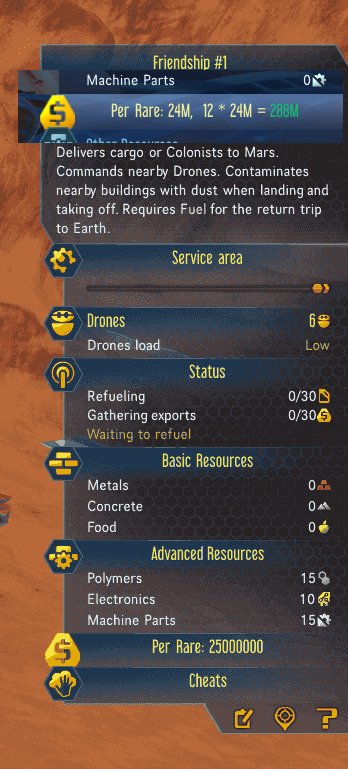 Friendship #1
Machine Parts 0
Per Rare: 24M, 12 * 24M = 288M
Other Resources
Delivers cargo or Colonists to Mars.
Commands nearby Drones. Contaminates
nearby buildings with dust when landing and
taking off. Requires Fuel for the return trip
to Earth.
Service area
Drones 6
Drones load Low
Status
Refueling 0/30
Gathering exports 0/30
Waiting to refuel
Basic Resources
Metals 0
Concrete 0
Food 0
Advanced Resources
Polymers 15
Electronics 10
Machine Parts 15
Per Rare: 25000000
Cheats